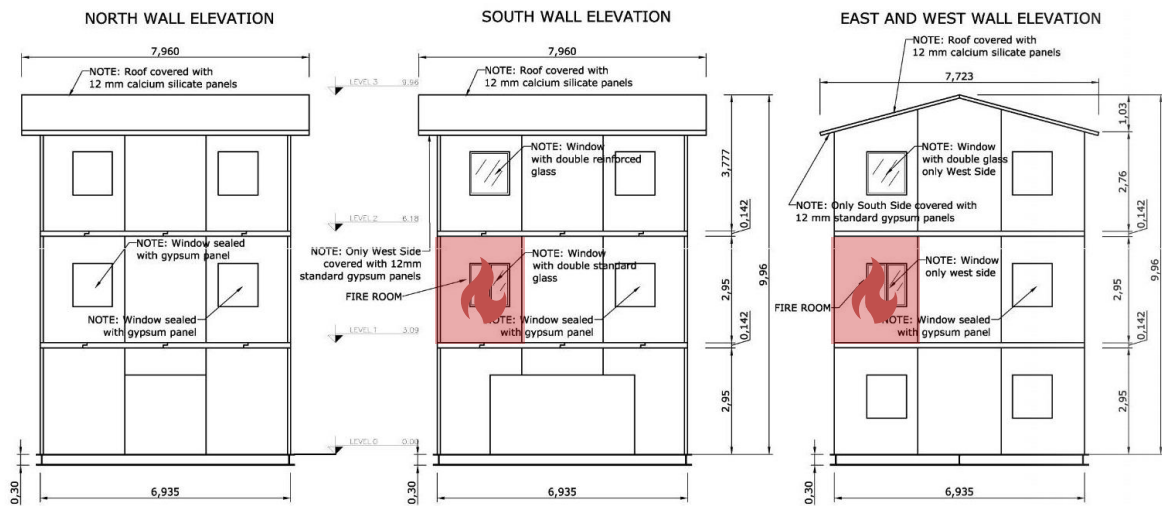 NORTH WALL ELEVATION
7,960
NOTE: Roof covered with
12 mm calcium silicate panels
NOTE: Window sealed
with gypsum panel
NOTE: Window sealed
with gypsum panel
0,30
6,935
LEVEL 3 9.96
LEVEL 2 6.18
LEVEL 1 3.09
LEVEL 0 0.00
SOUTH WALL ELEVATION
7,960
NOTE: Roof covered with
12 mm calcium silicate panels
NOTE: Window
with double reinforced
glass
NOTE: Only West Side
covered with 12mm
standard gypsum panels
FIRE ROOM
NOTE: Window
with double standard
glass
NOTE: Window sealed
with gypsum panel
3,777
0,142
2,95
0,142
2,95
9,96
0,30
6,935
EAST AND WEST WALL ELEVATION
NOTE: Roof covered with
12 mm calcium silicate panels
7,723
NOTE: Window
with double glass
only West Side
NOTE: Only South Side covered with
12 mm standard gypsum panels
NOTE: Window
only west side
FIRE ROOM
NOTE: Window sealed
with gypsum panel
1,03
2,76
0,142
2,95
0,142
2,95
9,96
0,30
6,935